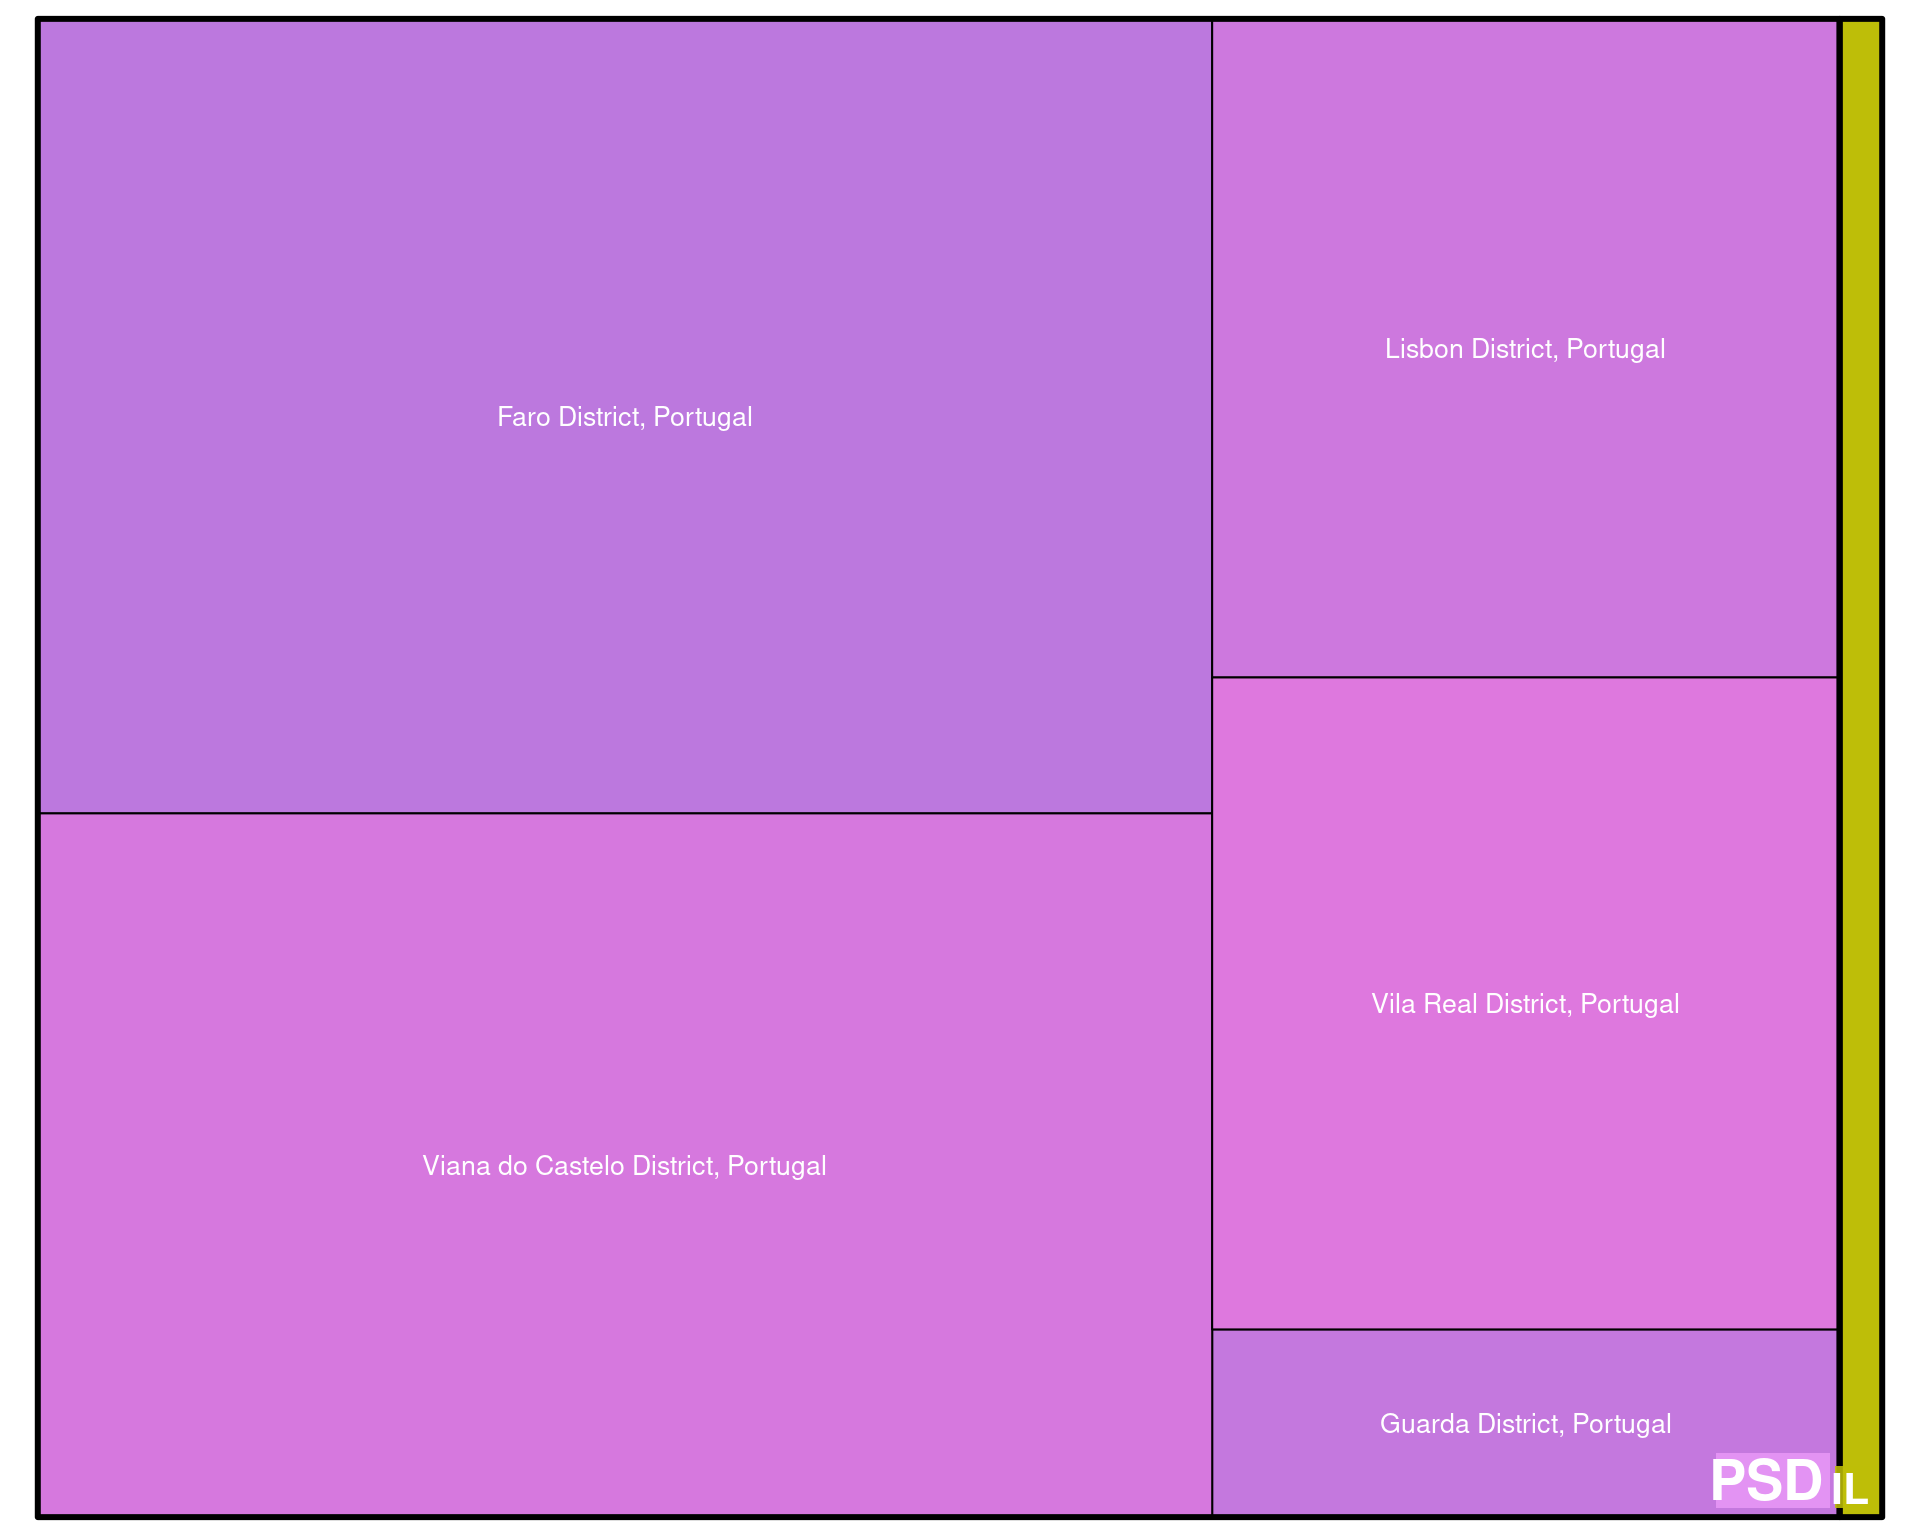 Faro District, Portugal
Lisbon District, Portugal
Viana do Castelo District, Portugal
Vila Real District, Portugal
Guarda District, Portugal
PSD
IL